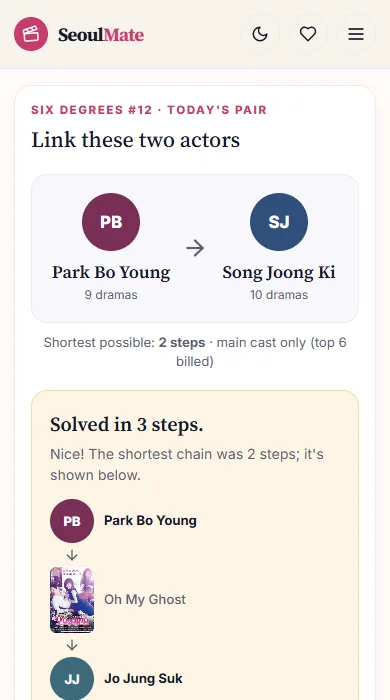 SeoulMate
SIX DEGREES #12 · TODAY'S PAIR
Link these two actors
PB
SJ
Park Bo Young
Song Joong Ki
9 dramas
10 dramas
Shortest possible: 2 steps · main cast only (top 6
billed)
Solved in 3 steps.
Nice! The shortest chain was 2 steps; it's
shown below.
PB
Park Bo Young
Oh My Ghost
JJ
Jo Jung Suk